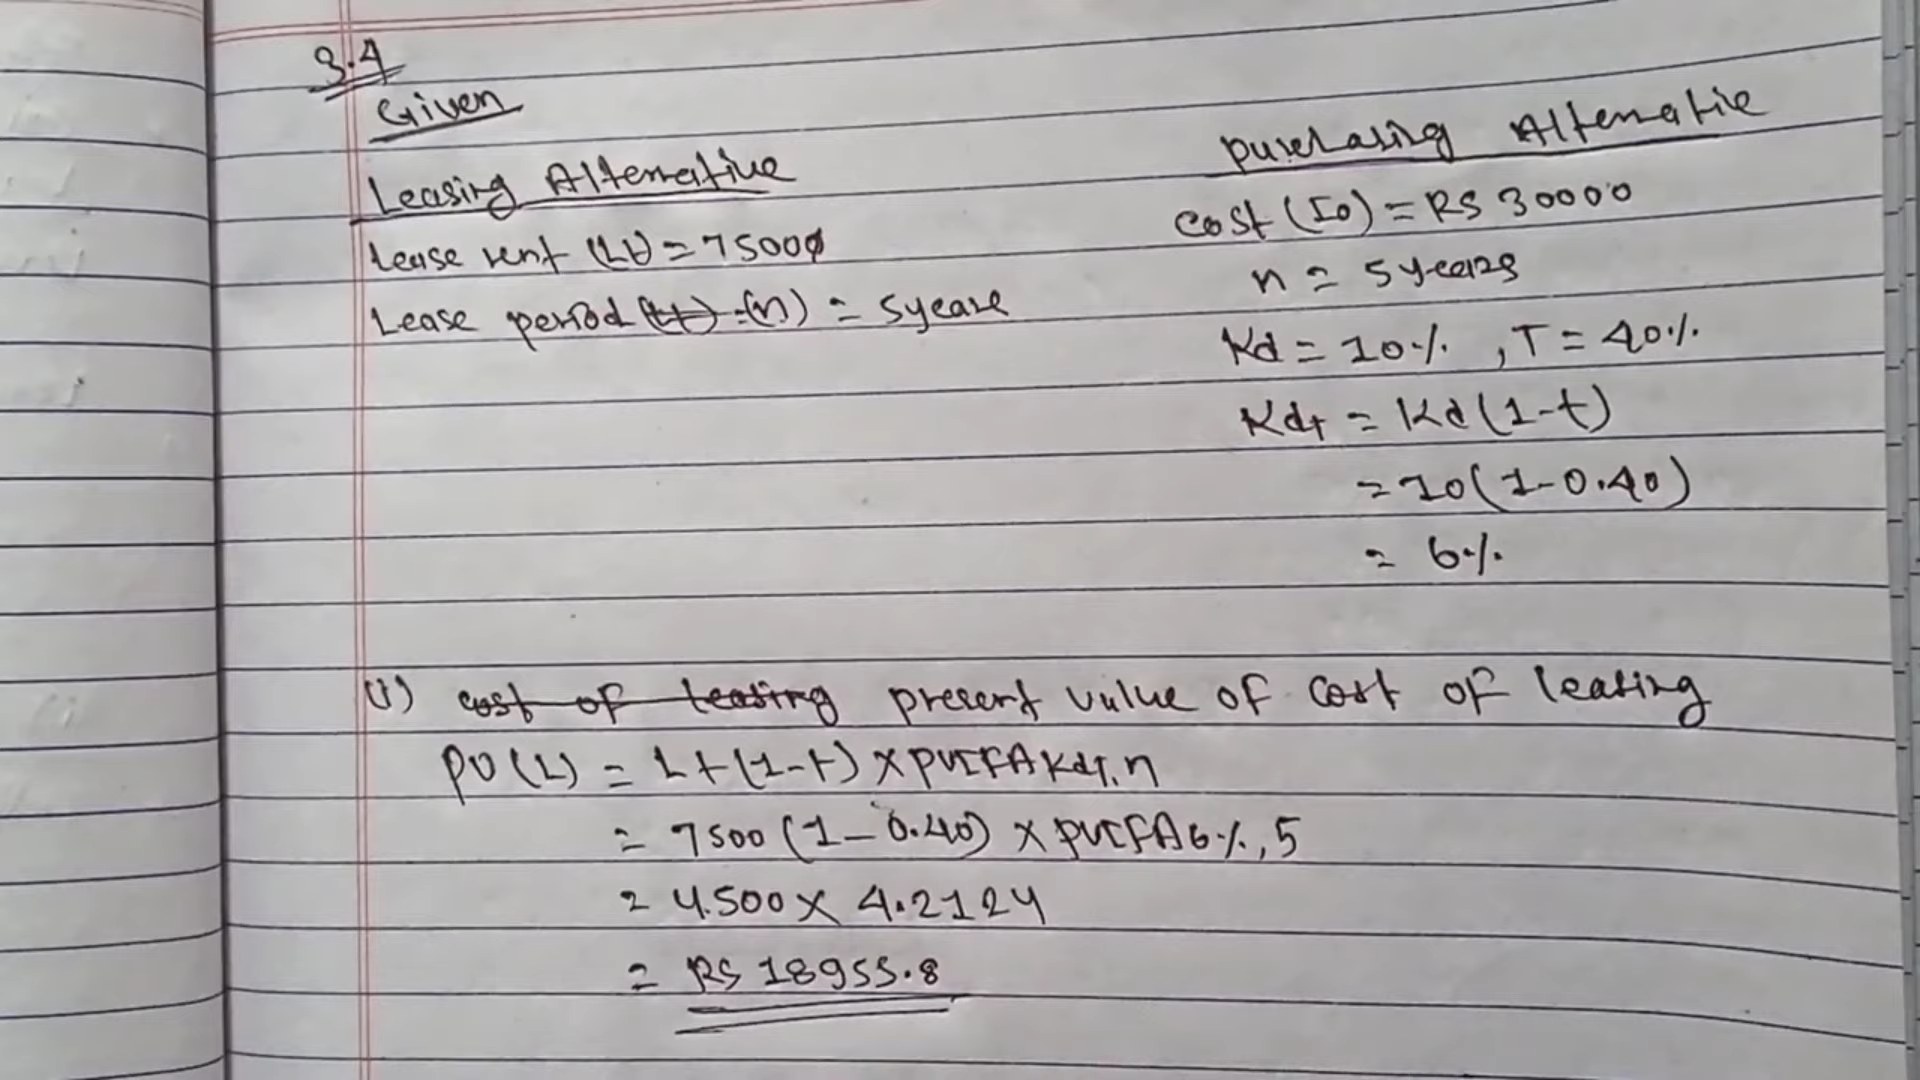 3.4
Given
Leasing Alternative
Lease rent (Lt) = 7500
Lease period (n) = 5 years
purchasing Alternative
cost (I0) = RS 30000
n = 5 years
Kd = 10%, T = 40%
KdT = Kd (1-t)
= 10 (1-0.40)
= 6%
(i) cost of leasing present value of cost of leasing
PV (L) = Lt (1-t) × PVIFA KdT, n
= 7500 (1-0.40) × PVIFA 6%, 5
= 4500 × 4.2124
= RS 18955.8